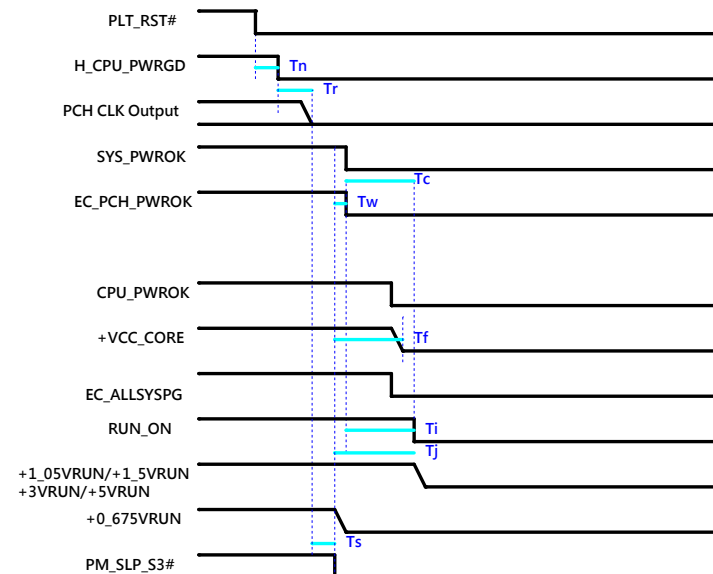 PLT_RST#
H_CPU_PWRGD
Tn
Tr
PCH CLK Output
SYS_PWROK
Tc
EC_PCH_PWROK
Tw
CPU_PWROK
+VCC_CORE
Tf
EC_ALLSYSPG
RUN_ON
Ti
Tj
+1_05VRUN/+1_5VRUN
+3VRUN/+5VRUN
+0_675VRUN
Ts
PM_SLP_S3#